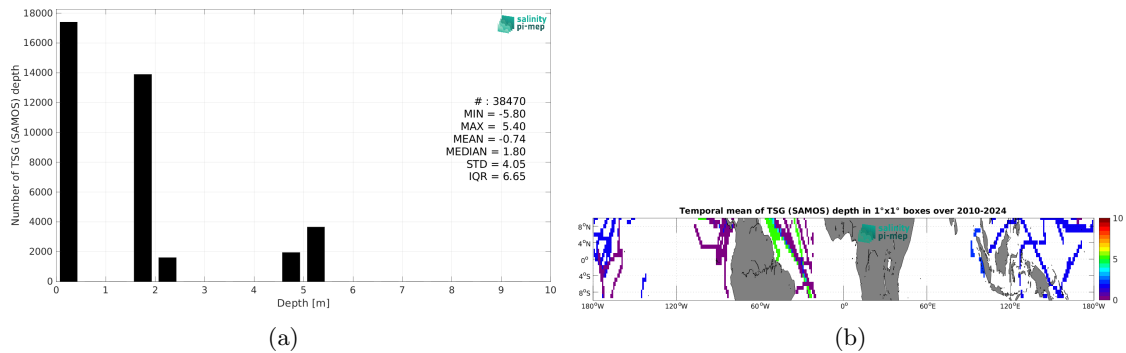 18000
16000
14000
12000
10000
8000
6000
4000
2000
0
Number of TSG (SAMOS) depth
salinity
pi-mep
# : 38470
MIN = -5.80
MAX = 5.40
MEAN = -0.74
MEDIAN = 1.80
STD = 4.05
IQR = 6.65
0 1 2 3 4 5 6 7 8 9 10
Depth [m]
(a)
Temporal mean of TSG (SAMOS) depth in 1°x1° boxes over 2010-2024
salinity
pi-mep
8°N
4°N
0°
4°S
8°S
180°W 120°W 60°W 0° 60°E 120°E 180°W
10
5
0
(b)